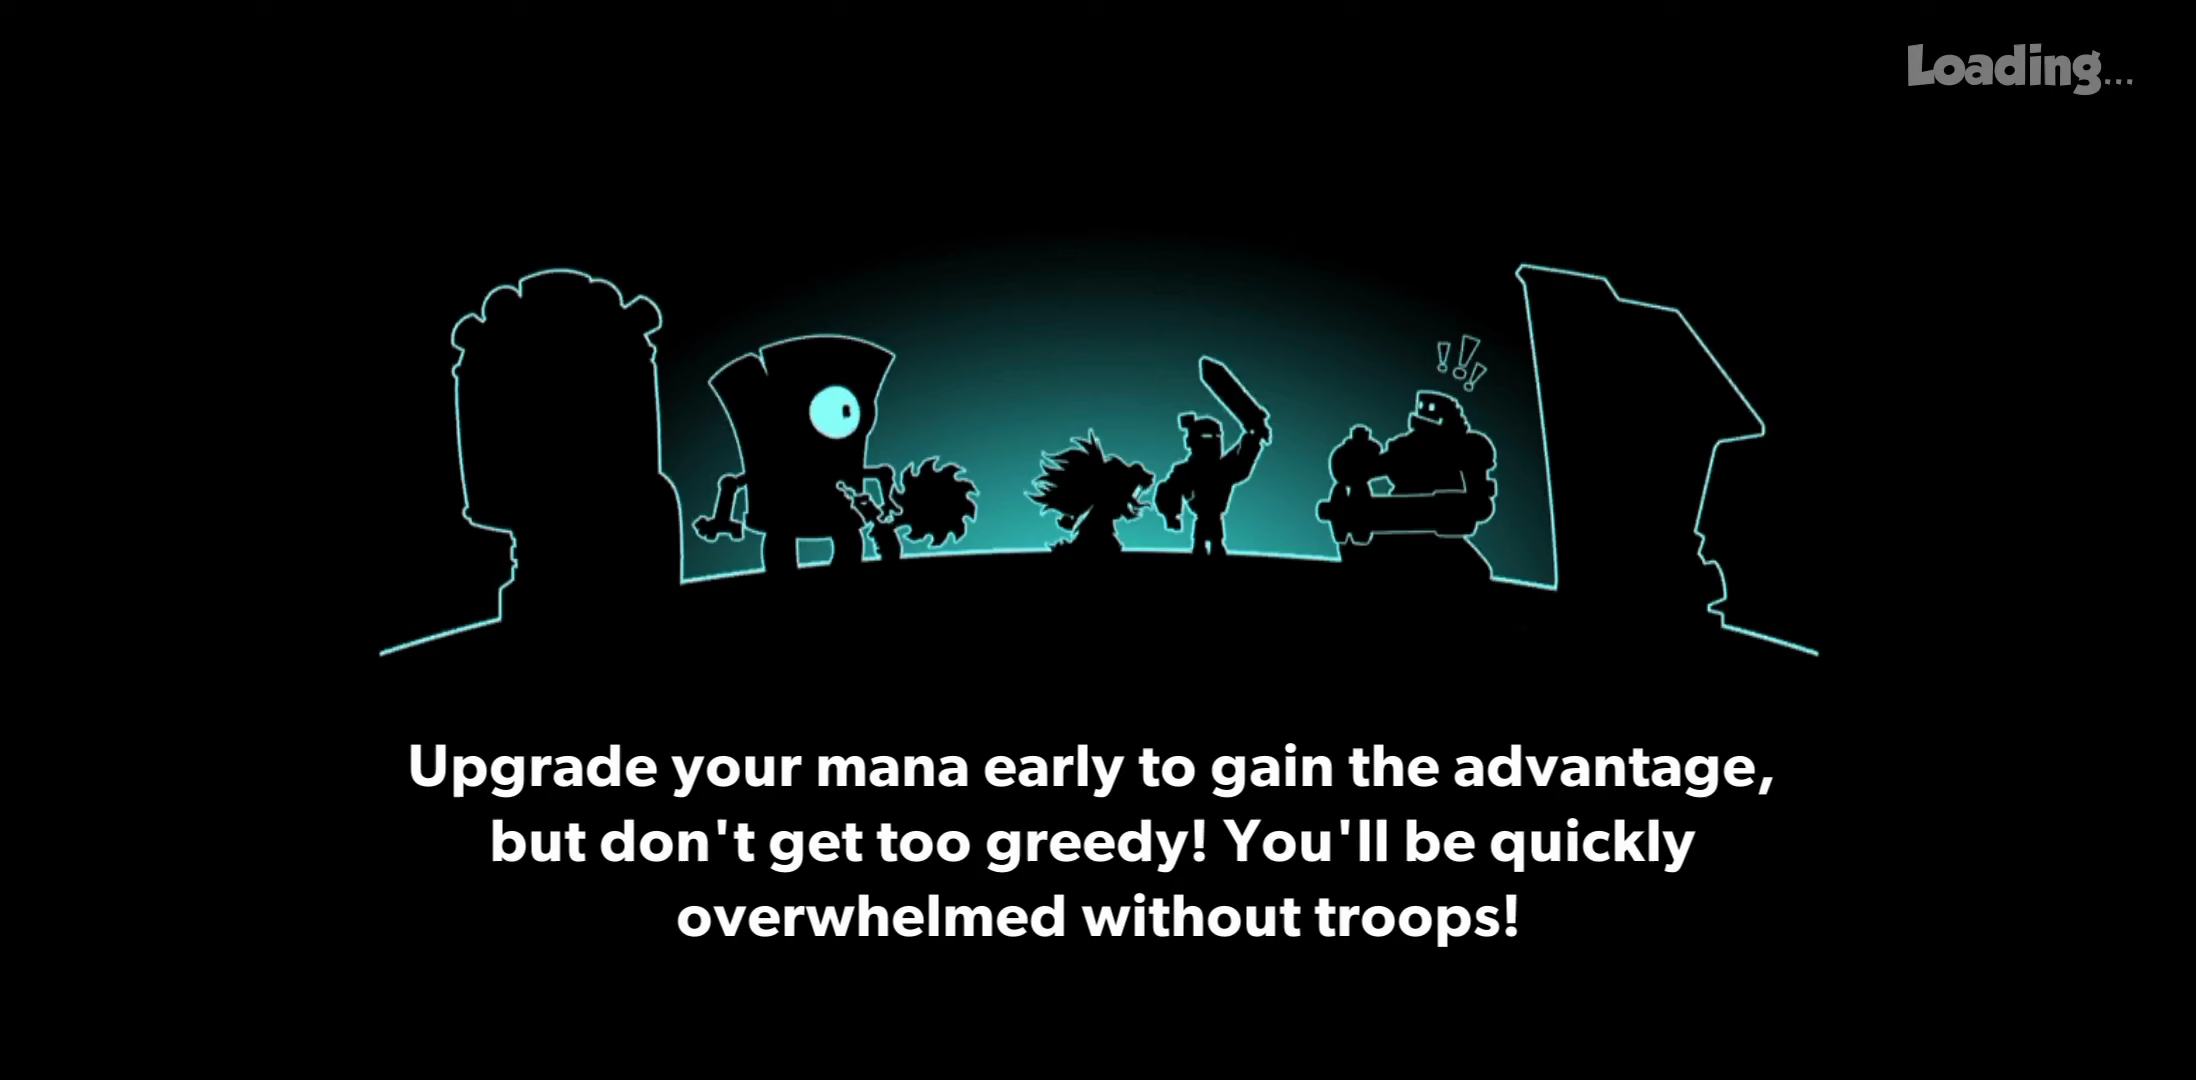 Loading...
Upgrade your mana early to gain the advantage,
but don't get too greedy! You'll be quickly
overwhelmed without troops!